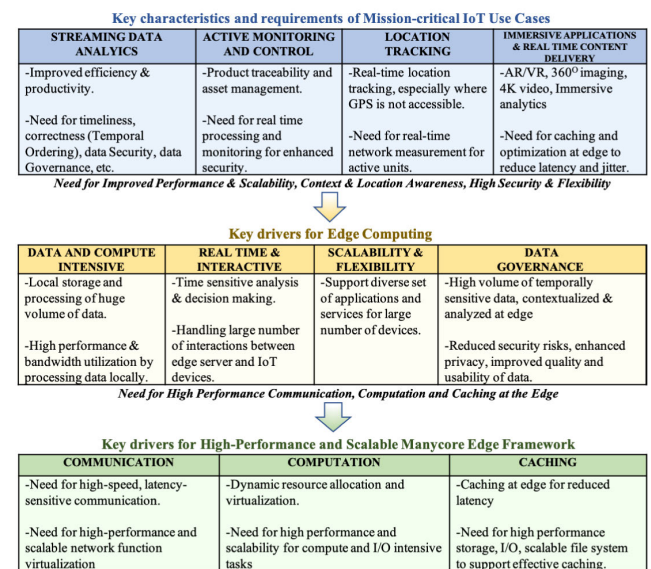 Key characteristics and requirements of Mission-critical IoT Use Cases
STREAMING DATA
ANALYICS
-Improved efficiency &
productivity.
-Need for timeliness,
correctness (Temporal
Ordering), data Security, data
Governance, etc.
ACTIVE MONITORING
AND CONTROL
-Product traceability and
asset management.
-Need for real time
processing and
monitoring for enhanced
security.
LOCATION
TRACKING
-Real-time location
tracking, especially where
GPS is not accessible.
-Need for real-time
network measurement for
active units.
IMMERSIVE APPLICATIONS
& REAL TIME CONTENT
DELIVERY
-AR/VR, 360O imaging,
4K video, Immersive
analytics
-Need for caching and
optimization at edge to
reduce latency and jitter.
Need for Improved Performance & Scalability, Context & Location Awareness, High Security & Flexibility
Key drivers for Edge Computing
DATA AND COMPUTE
INTENSIVE
-Local storage and
processing of huge
volume of data.
-High performance &
bandwidth utilization by
processing data locally.
REAL TIME &
INTERACTIVE
-Time sensitive analysis
& decision making.
-Handling large number
of interactions between
edge server and IoT
devices.
SCALABILITY &
FLEXIBILITY
-Support diverse set
of applications and
services for large
number of devices.
DATA
GOVERNANCE
-High volume of temporally
sensitive data, contextualized &
analyzed at edge
-Reduced security risks, enhanced
privacy, improved quality and
usability of data.
Need for High Performance Communication, Computation and Caching at the Edge
Key drivers for High-Performance and Scalable Manycore Edge Framework
COMMUNICATION
-Need for high-speed, latency-
sensitive communication.
-Need for high-performance and
scalable network function
virtualization
COMPUTATION
-Dynamic resource allocation and
virtualization.
-Need for high performance and
scalability for compute and I/O intensive
tasks
CACHING
-Caching at edge for reduced
latency
-Need for high performance
storage, I/O, scalable file system
to support effective caching.